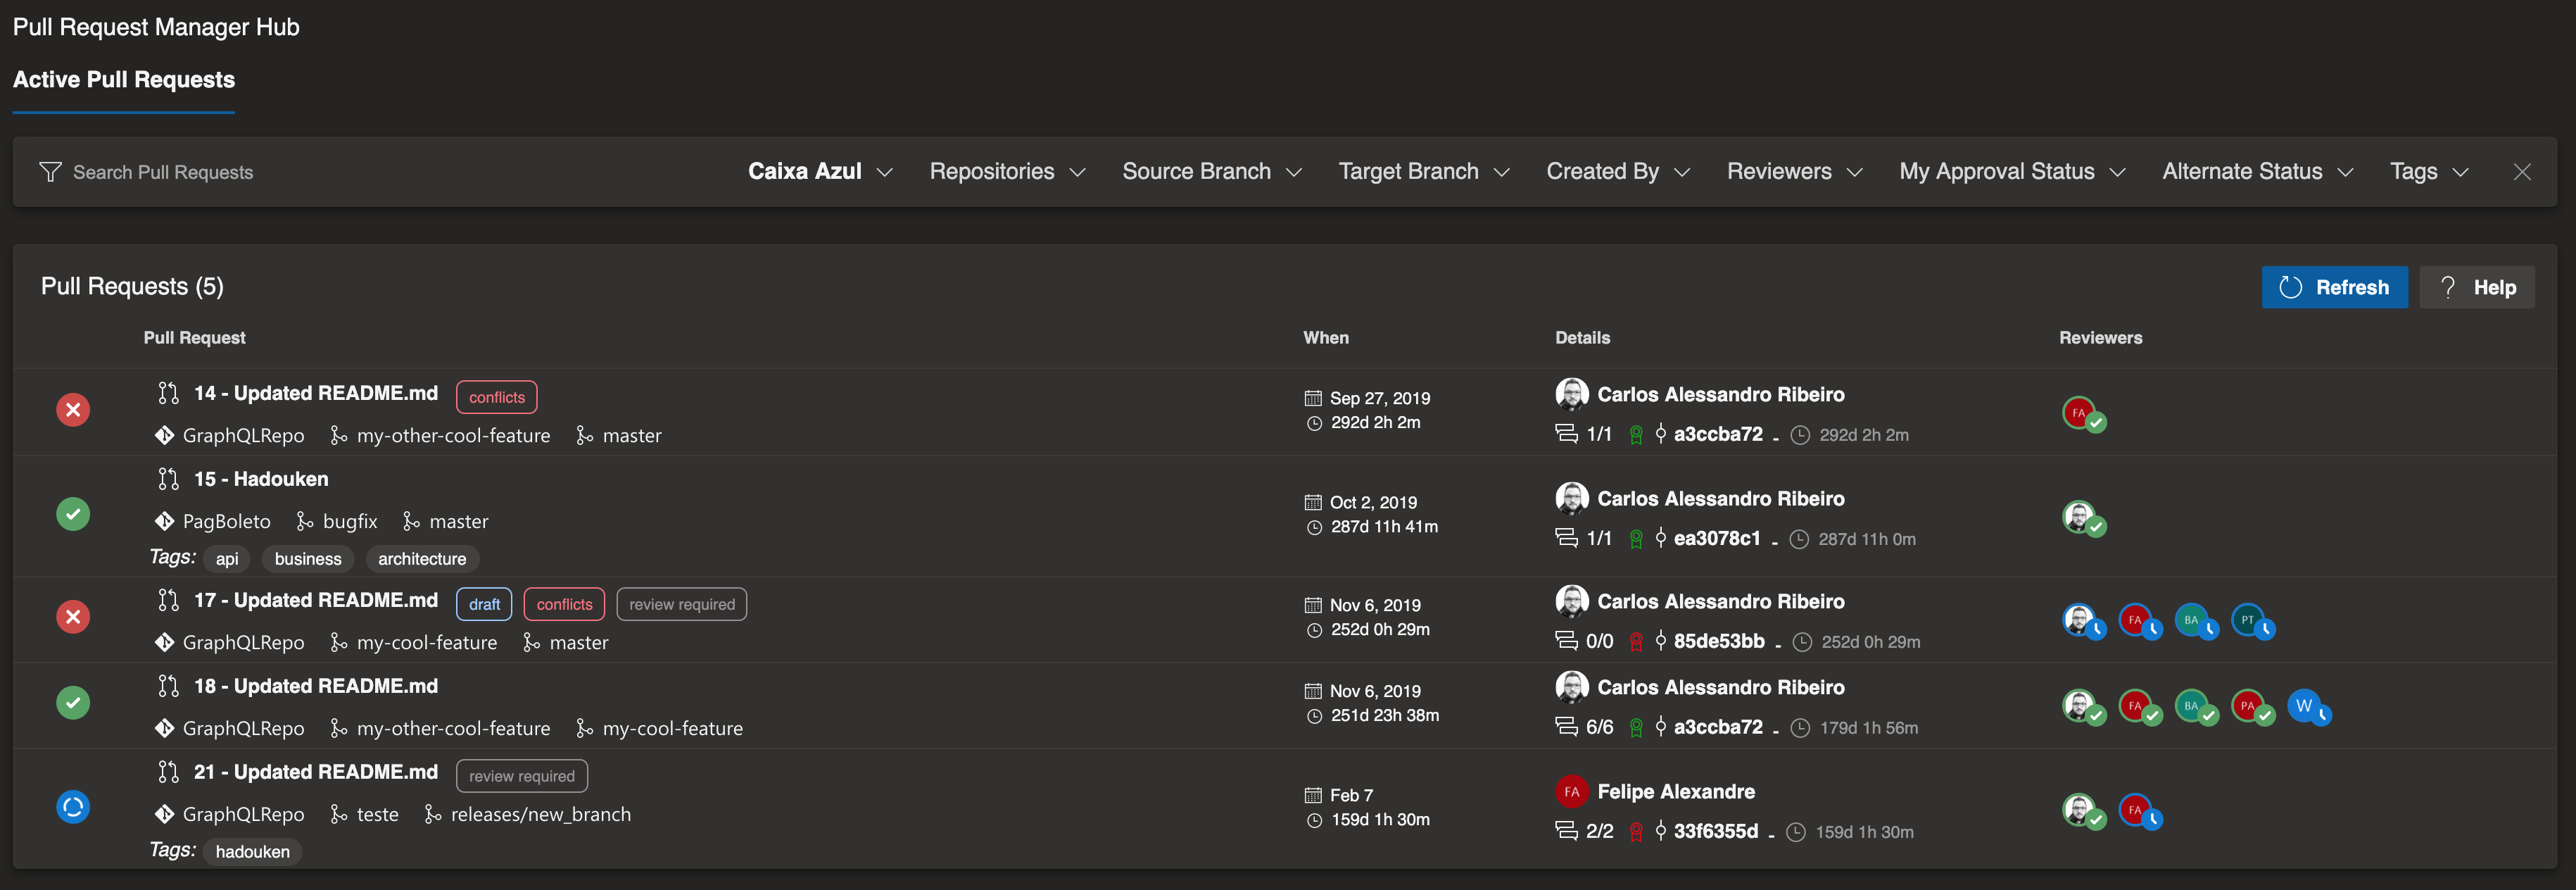 Pull Request Manager Hub
Active Pull Requests
Search Pull Requests Caixa Azul Repositories Source Branch Target Branch Created By Reviewers My Approval Status Alternate Status Tags
Pull Requests (5) Refresh ? Help
Pull Request When Details Reviewers
14 - Updated README.md conflicts Sep 27, 2019 Carlos Alessandro Ribeiro FA
GraphQLRepo my-other-cool-feature master 292d 2h 2m 1/1 a3ccba72 - 292d 2h 2m
15 - Hadouken Oct 2, 2019 Carlos Alessandro Ribeiro
PagBoleto bugfix master 287d 11h 41m 1/1 ea3078c1 - 287d 11h 0m
Tags: api business architecture
17 - Updated README.md draft conflicts review required Nov 6, 2019 Carlos Alessandro Ribeiro FA BA PT
GraphQLRepo my-cool-feature master 252d 0h 29m 0/0 85de53bb - 252d 0h 29m
18 - Updated README.md Nov 6, 2019 Carlos Alessandro Ribeiro FA BA PA W
GraphQLRepo my-other-cool-feature my-cool-feature 251d 23h 38m 6/6 a3ccba72 - 179d 1h 56m
21 - Updated README.md review required Feb 7 FA Felipe Alexandre FA
GraphQLRepo teste releases/new_branch 159d 1h 30m 2/2 33f6355d - 159d 1h 30m
Tags: hadouken